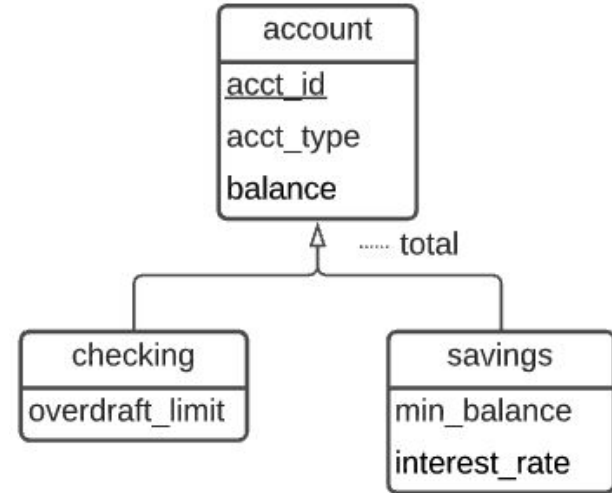 account
acct_id
acct_type
balance
total
checking
overdraft_limit
savings
min_balance
interest_rate